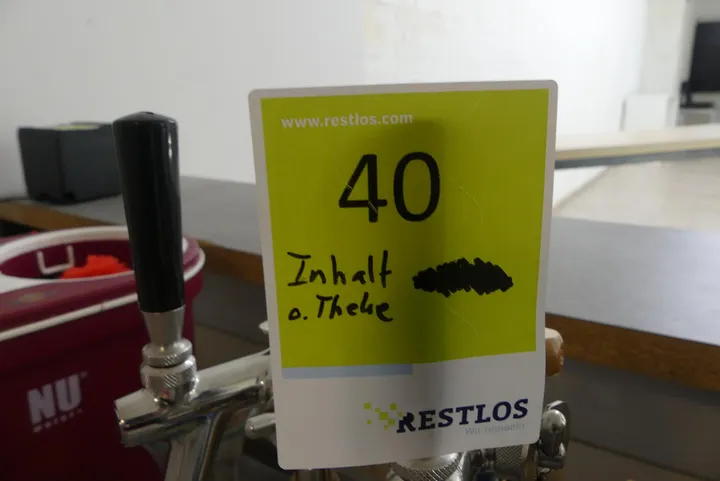 www.restlos.com
40
Inhalt
o. Theke
RESTLOS
NU